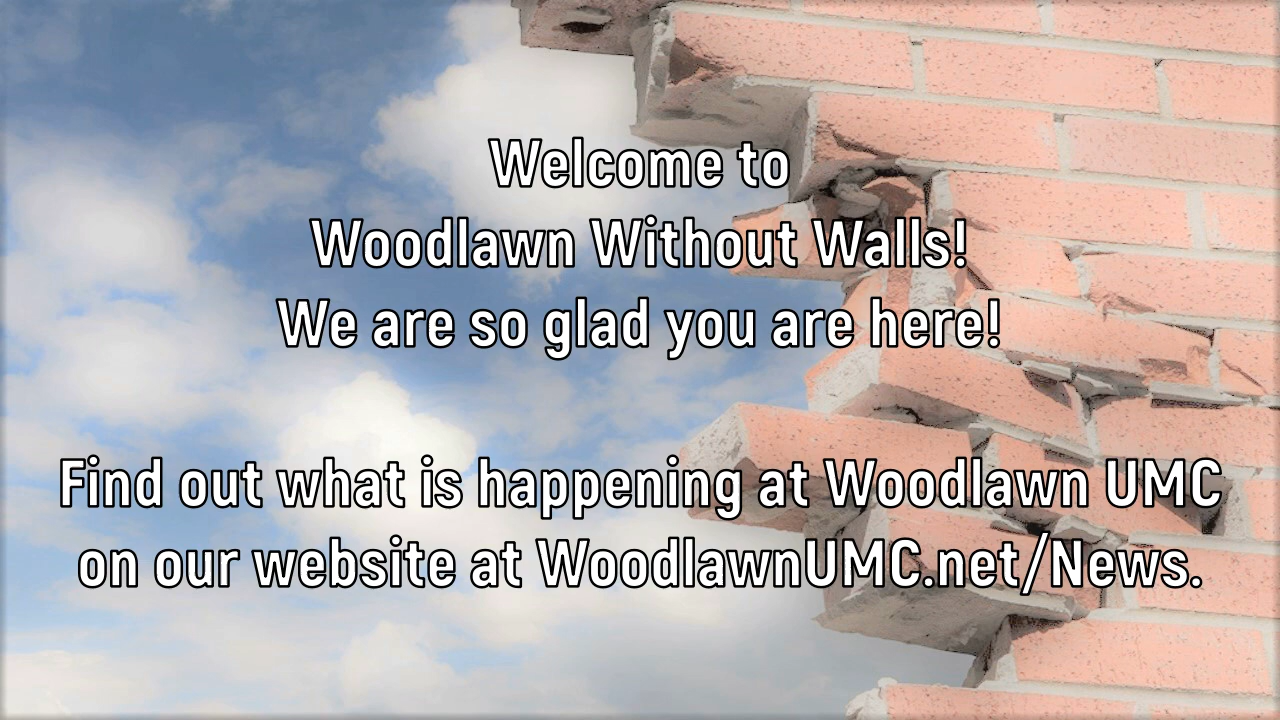 Welcome to
Woodlawn Without Walls!
We are so glad you are here!
Find out what is happening at Woodlawn UMC
on our website at WoodlawnUMC.net/News.